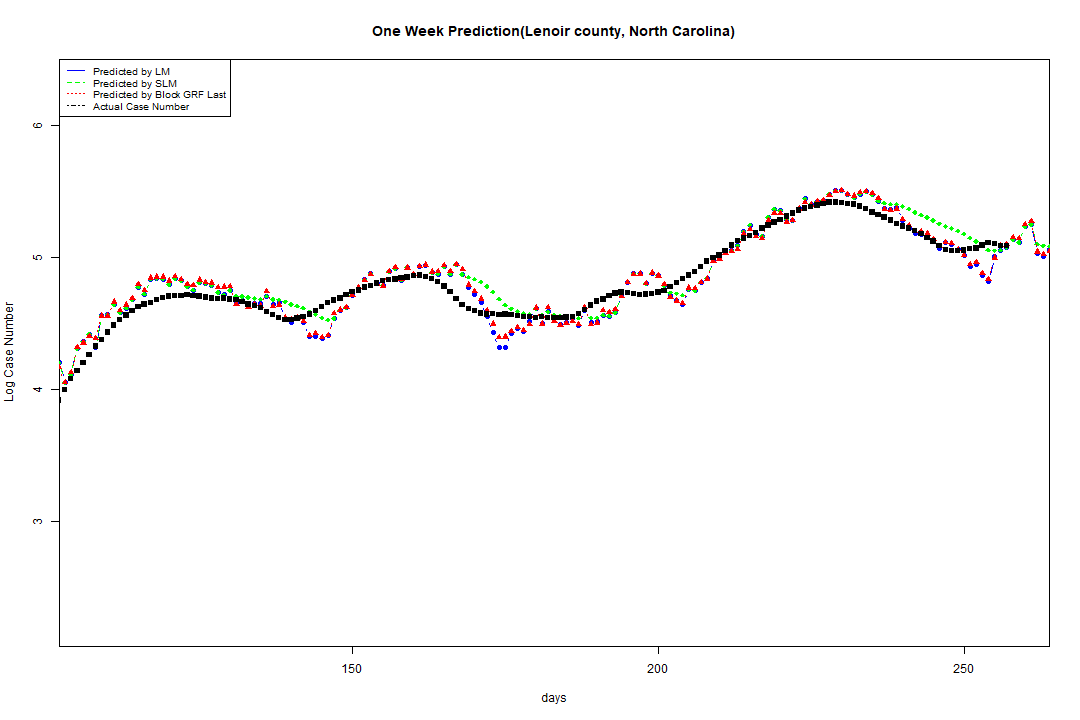 One Week Prediction(Lenoir county, North Carolina)
Predicted by LM
Predicted by SLM
Predicted by Block GRF Last
Actual Case Number
6
5
4
3
Log Case Number
150 200 250
days